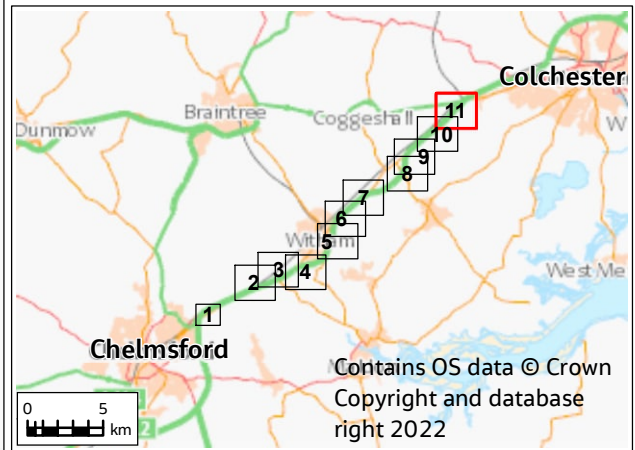 Colchester
11
Braintree
Coggeshall
Dunmow
10
W
9
8
7
6
Witham
5
West Me
3
4
2
1
Chelmsford
Contains OS data © Crown
Copyright and database
right 2022
0 5
km
2